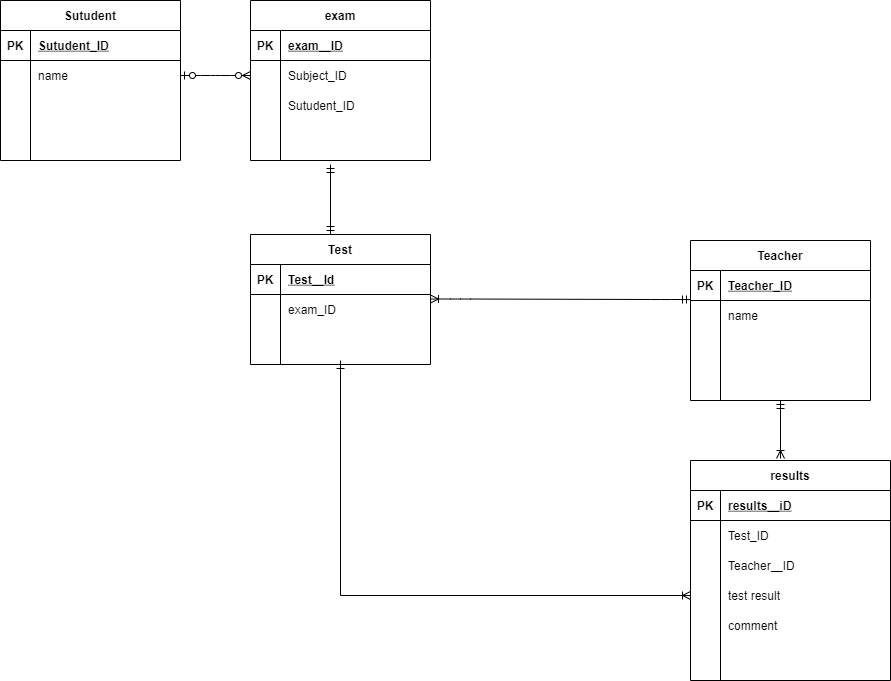 Sutudent
PK Sutudent_ID
name
exam
PK exam__ID
Subject_ID
Sutudent_ID
Test
PK Test__Id
exam_ID
Teacher
PK Teacher_ID
name
results
PK results__iD
Test_ID
Teacher__ID
test result
comment